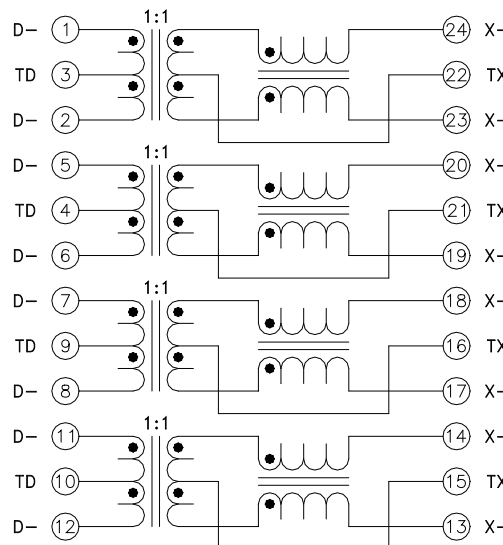 1:1
D− 1 24 X-
TD 3 22 TX
D− 2 23 X-
1:1
D− 5 20 X-
TD 4 21 TX
D− 6 19 X-
1:1
D− 7 18 X-
TD 9 16 TX
D− 8 17 X-
1:1
D− 11 14 X-
TD 10 15 TX
D− 12 13 X-